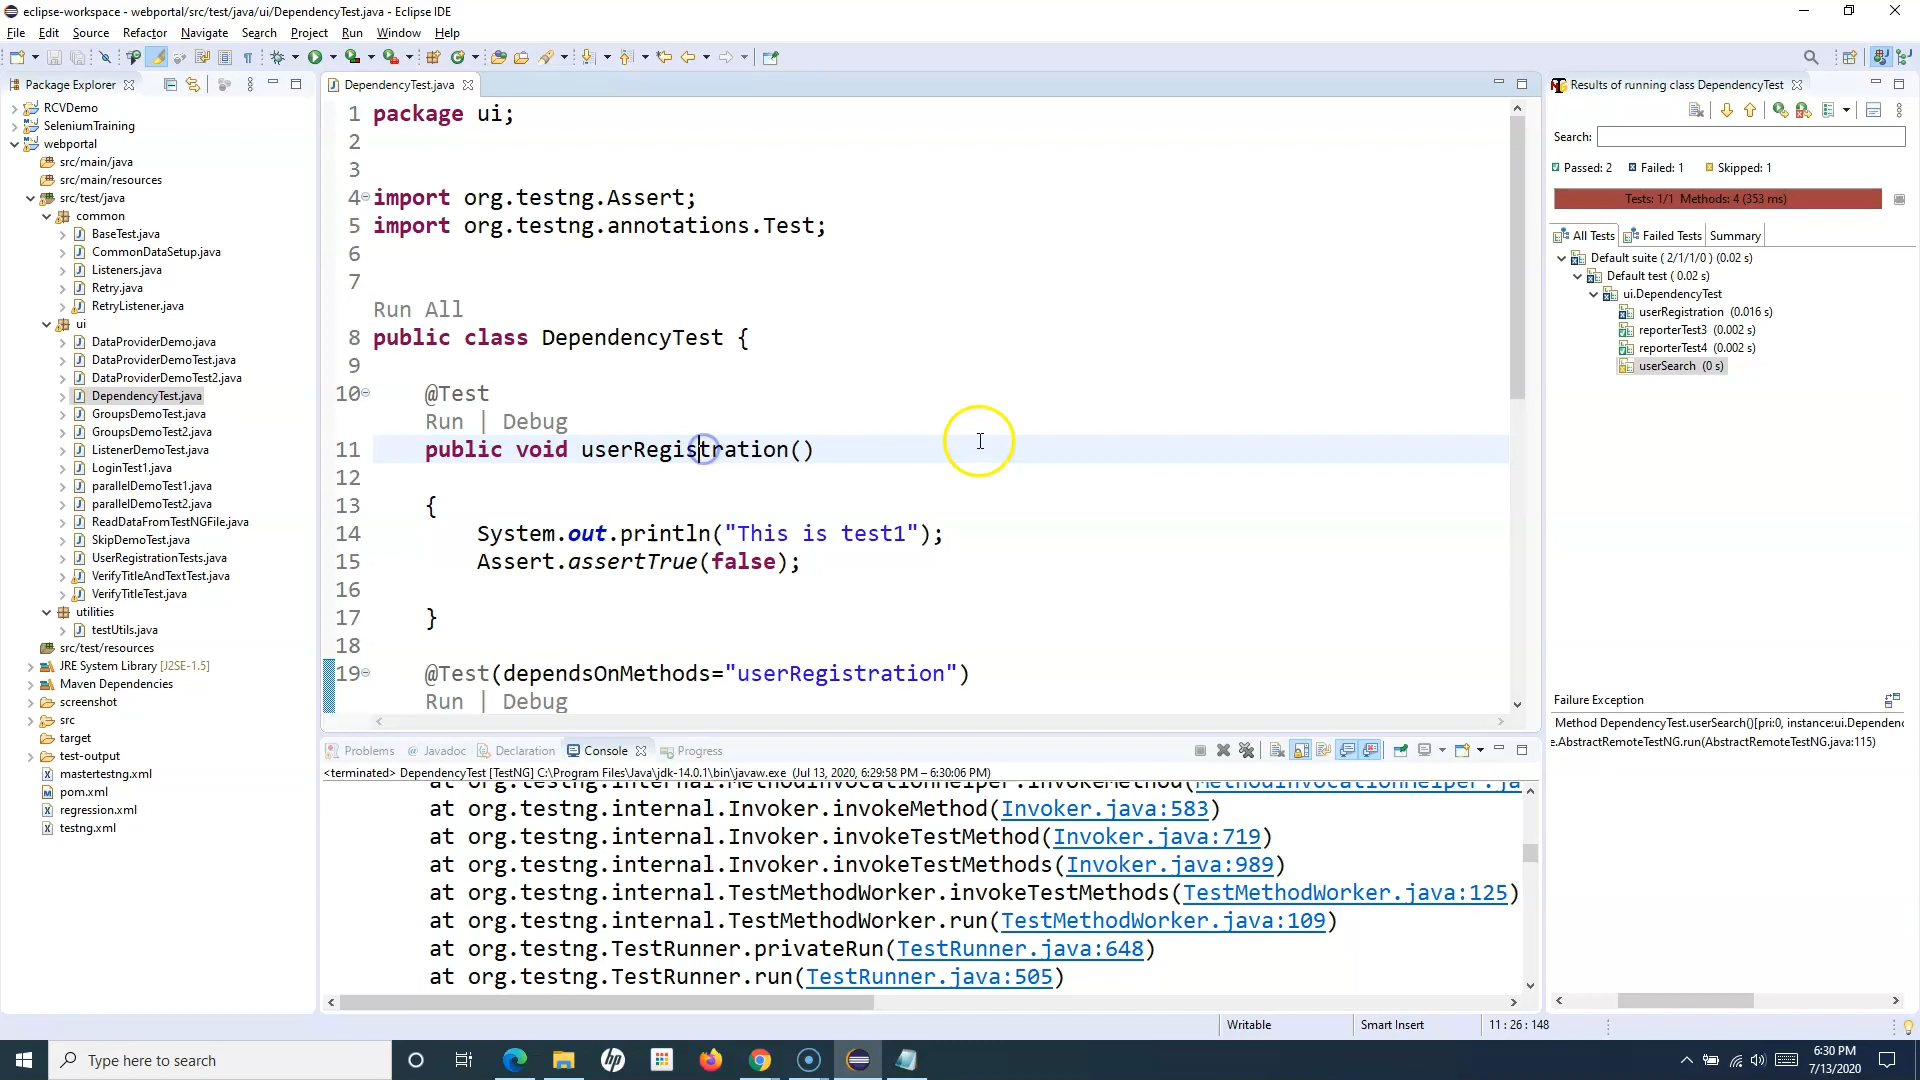 eclipse-workspace - webportal/src/test/java/ui/DependencyTest.java - Eclipse IDE
File Edit Source Refactor Navigate Search Project Run Window Help
Package Explorer
RCVDemo
SeleniumTraining
webportal
src/main/java
src/main/resources
src/test/java
common
BaseTest.java
CommonDataSetup.java
Listeners.java
Retry.java
RetryListener.java
ui
DataProviderDemo.java
DataProviderDemoTest.java
DataProviderDemoTest2.java
DependencyTest.java
GroupsDemoTest.java
GroupsDemoTest2.java
ListenerDemoTest.java
LoginTest1.java
parallelDemoTest1.java
parallelDemoTest2.java
ReadDataFromTestNGFile.java
SkipDemoTest.java
UserRegistrationTests.java
VerifyTitleAndTextTest.java
VerifyTitleTest.java
utilities
testUtils.java
src/test/resources
JRE System Library [J2SE-1.5]
Maven Dependencies
screenshot
src
target
test-output
mastertestng.xml
pom.xml
regression.xml
testng.xml
DependencyTest.java
1 package ui;
2
3
4 import org.testng.Assert;
5 import org.testng.annotations.Test;
6
7
Run All
8 public class DependencyTest {
9
10 @Test
Run | Debug
11 public void userRegistration()
12
13 {
14 System.out.println("This is test1");
15 Assert.assertTrue(false);
16
17 }
18
19 @Test(dependsOnMethods="userRegistration")
Run | Debug
Problems @ Javadoc Declaration Console Progress
<terminated> DependencyTest [TestNG] C:\Program Files\Java\jdk-14.0.1\bin\javaw.exe (Jul 13, 2020, 6:29:58 PM – 6:30:06 PM)
at org.testng.internal.MethodInvocationHelper.invokeMethod(MethodInvocationHelper.ja
at org.testng.internal.Invoker.invokeMethod(Invoker.java:583)
at org.testng.internal.Invoker.invokeTestMethod(Invoker.java:719)
at org.testng.internal.Invoker.invokeTestMethods(Invoker.java:989)
at org.testng.internal.TestMethodWorker.invokeTestMethods(TestMethodWorker.java:125)
at org.testng.internal.TestMethodWorker.run(TestMethodWorker.java:109)
at org.testng.TestRunner.privateRun(TestRunner.java:648)
at org.testng.TestRunner.run(TestRunner.java:505)
Results of running class DependencyTest
Search:
Passed: 2 Failed: 1 Skipped: 1
Tests: 1/1 Methods: 4 (353 ms)
All Tests Failed Tests Summary
Default suite ( 2/1/1/0 ) (0.02 s)
Default test ( 0.02 s)
ui.DependencyTest
userRegistration (0.016 s)
reporterTest3 (0.002 s)
reporterTest4 (0.002 s)
userSearch (0 s)
Failure Exception
Method DependencyTest.userSearch()[pri:0, instance:ui.Dependenc
e.AbstractRemoteTestNG.run(AbstractRemoteTestNG.java:115)
Writable Smart Insert 11 : 26 : 148
Type here to search
hp
6:30 PM
7/13/2020